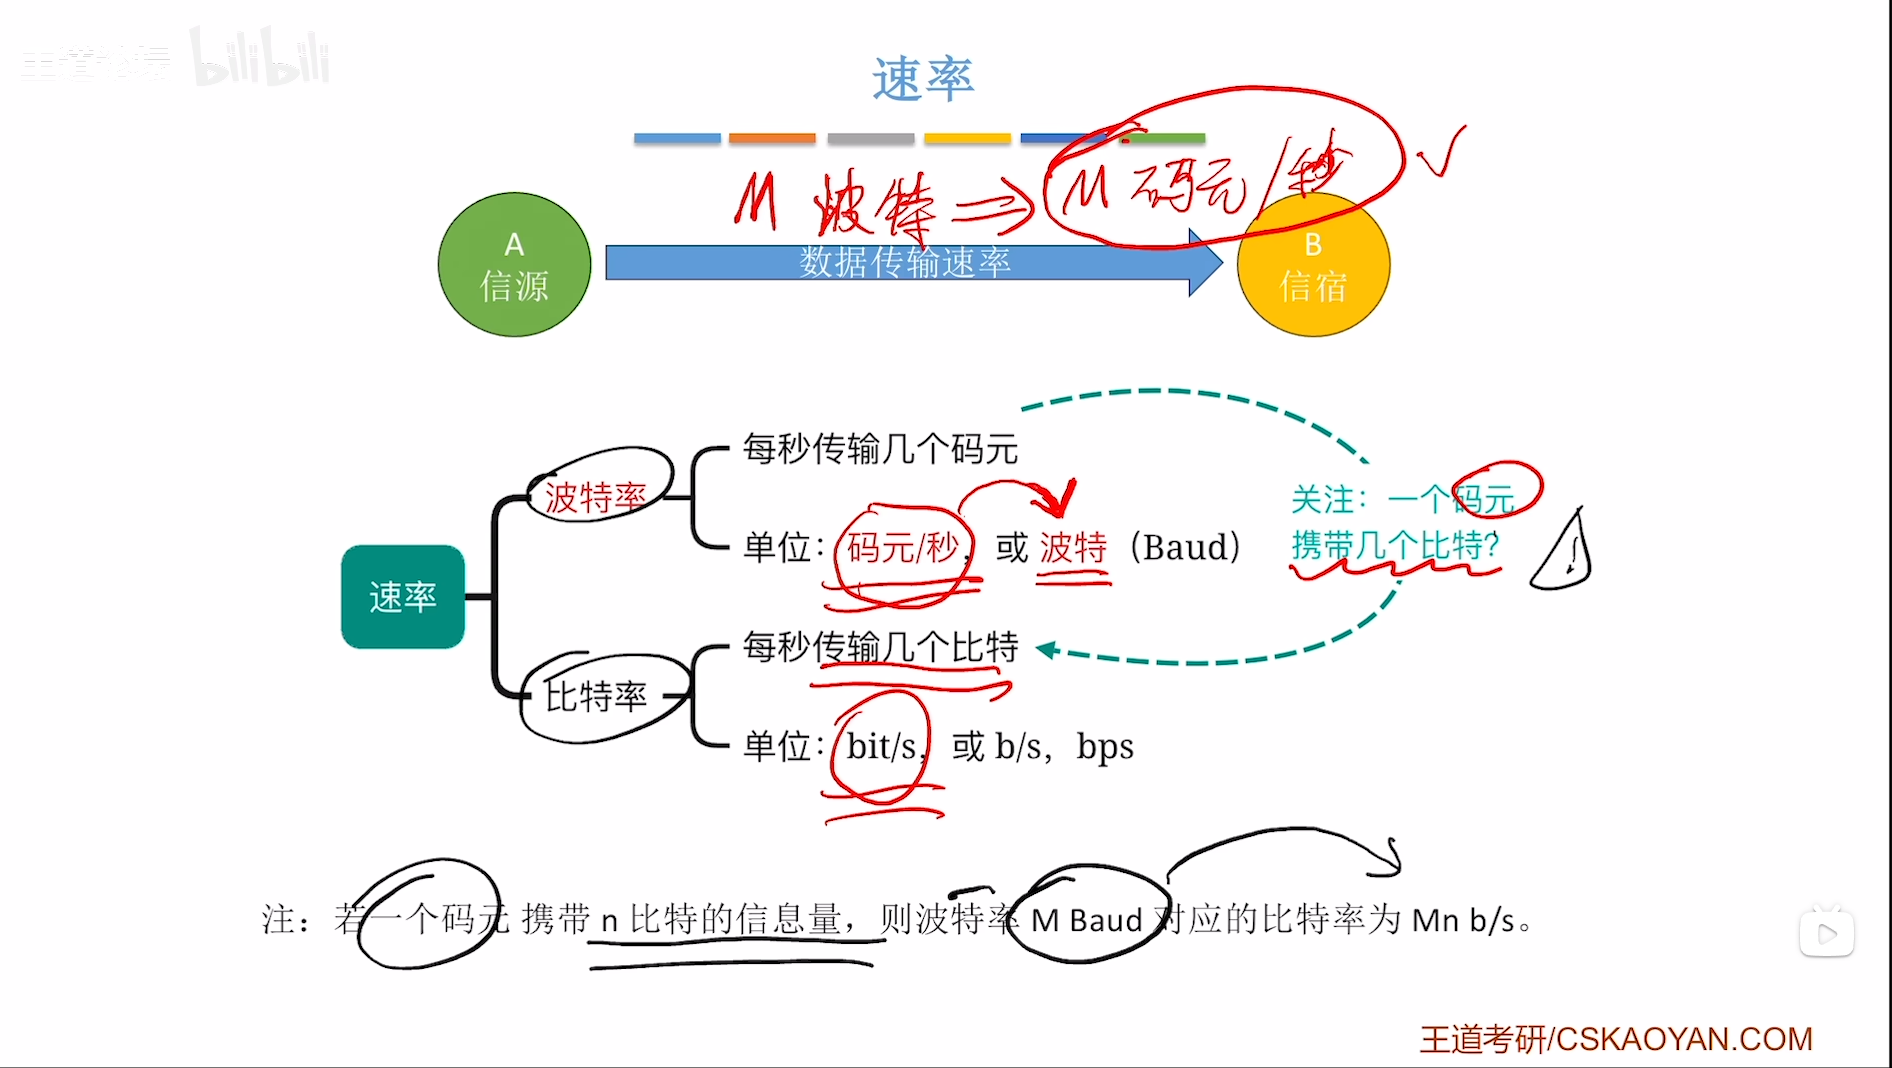 bilibili
速率
M 波特 ⇒ M 码元/秒
A
信源
数据传输速率
B
信宿
每秒传输几个码元
波特率
单位：码元/秒，或 波特（Baud）
关注：一个码元
携带几个比特?
速率
每秒传输几个比特
比特率
单位：bit/s，或 b/s，bps
注：若一个码元 携带 n 比特的信息量，则波特率 M Baud 对应的比特率为 Mn b/s。
王道考研/CSKAOYAN.COM